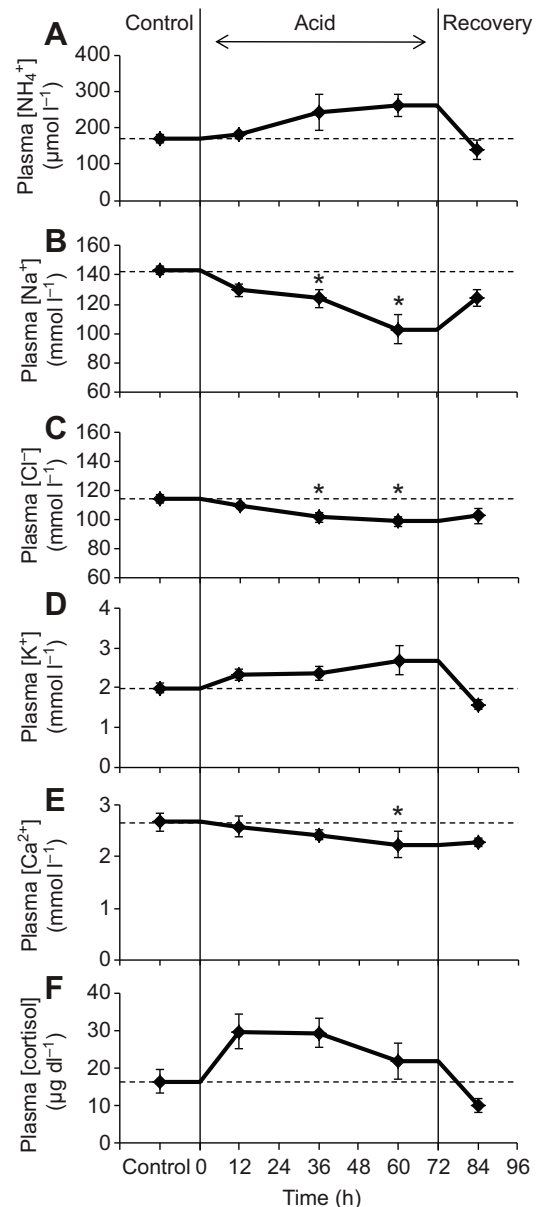 Control Acid Recovery
A
Plasma [NH₄⁺]
(μmol l⁻¹)
400
300
200
100
0
B
Plasma [Na⁺]
(mmol l⁻¹)
160
140
120
100
80
60
* *
C
Plasma [Cl⁻]
(mmol l⁻¹)
160
140
120
100
80
60
* *
D
Plasma [K⁺]
(mmol l⁻¹)
4
3
2
1
0
E
Plasma [Ca²⁺]
(mmol l⁻¹)
3
2
1
0
*
F
Plasma [cortisol]
(μg dl⁻¹)
40
30
20
10
0
Control 0 12 24 36 48 60 72 84 96
Time (h)